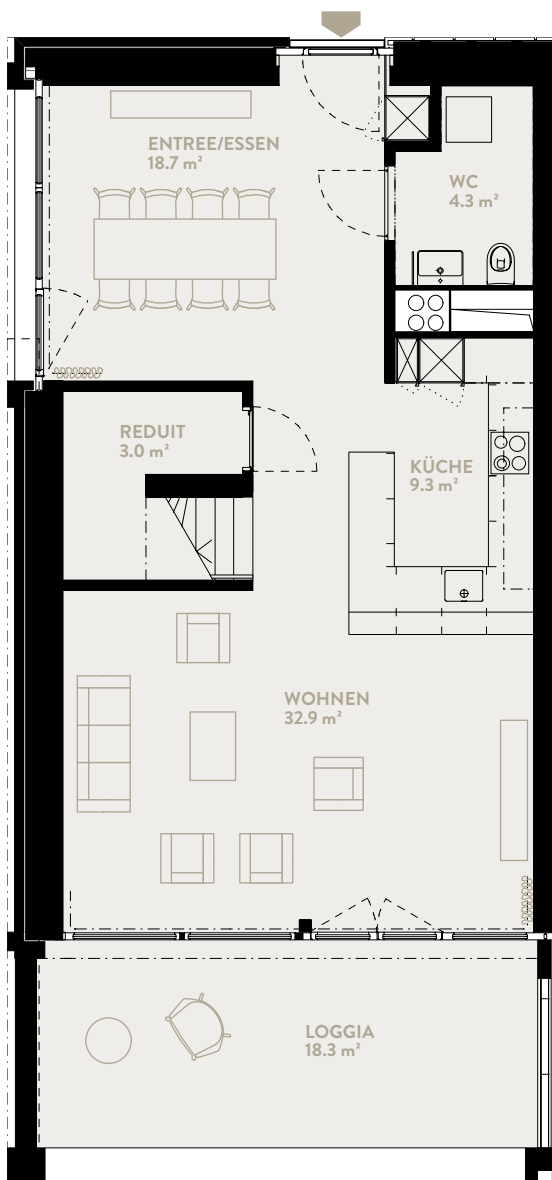 ENTREE/ESSEN
18.7 m²
WC
4.3 m²
REDUIT
3.0 m²
KÜCHE
9.3 m²
WOHNEN
32.9 m²
LOGGIA
18.3 m²